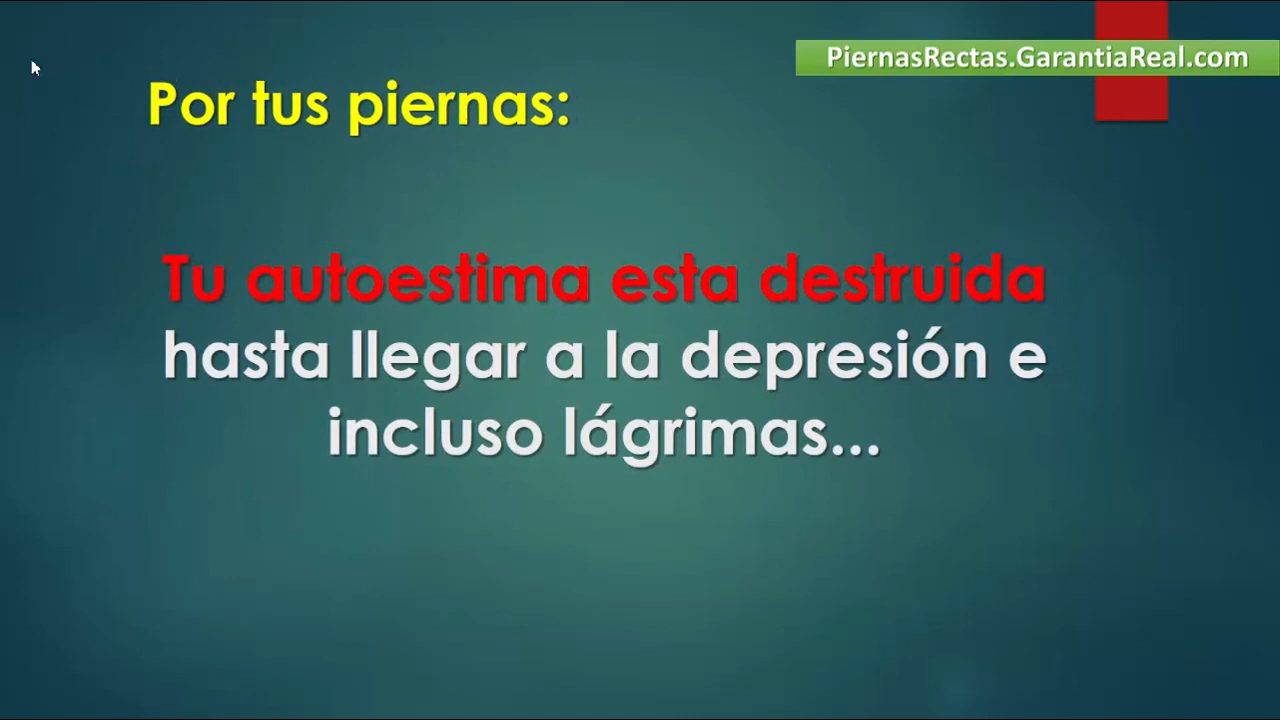 PiernasRectas.GarantiaReal.com
Por tus piernas:
Tu autoestima esta destruida
hasta llegar a la depresión e
incluso lágrimas...